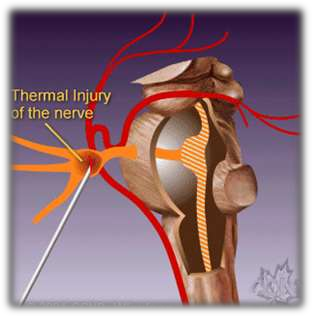 Thermal Injury
of the nerve